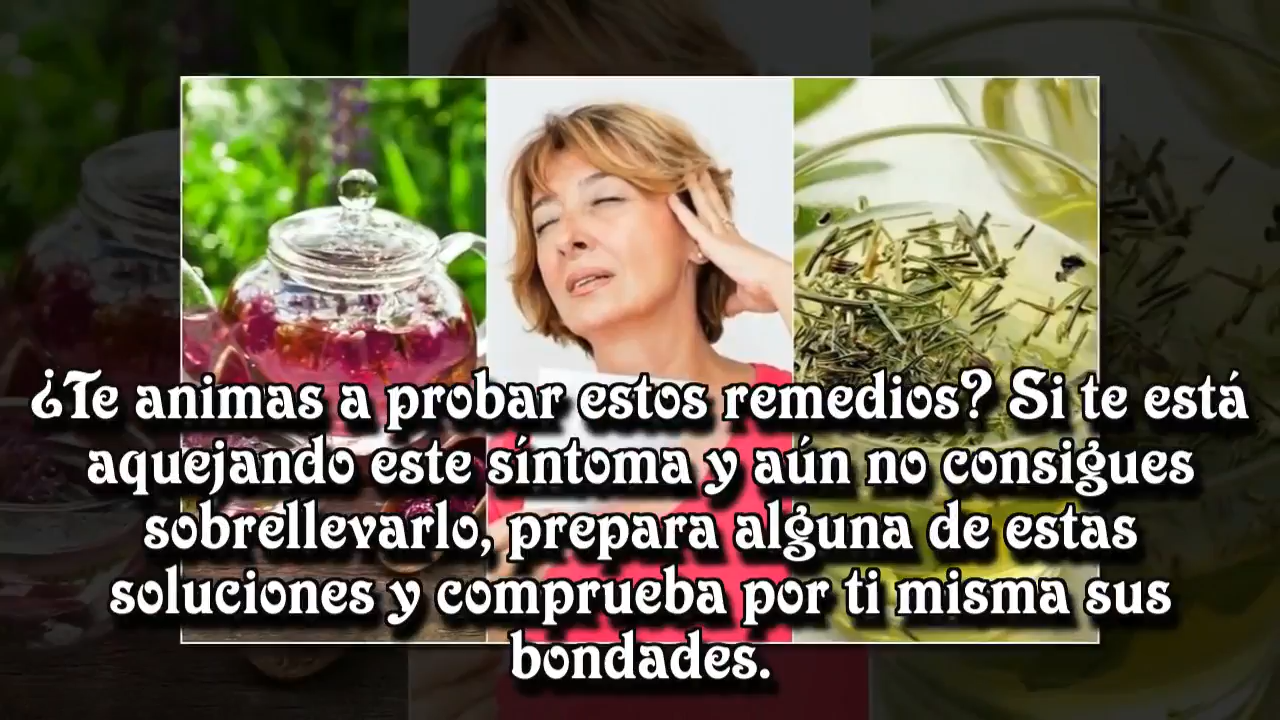 ¿Te animas a probar estos remedios? Si te está
aquejando este síntoma y aún no consigues
sobrellevarlo, prepara alguna de estas
soluciones y comprueba por ti misma sus
bondades.